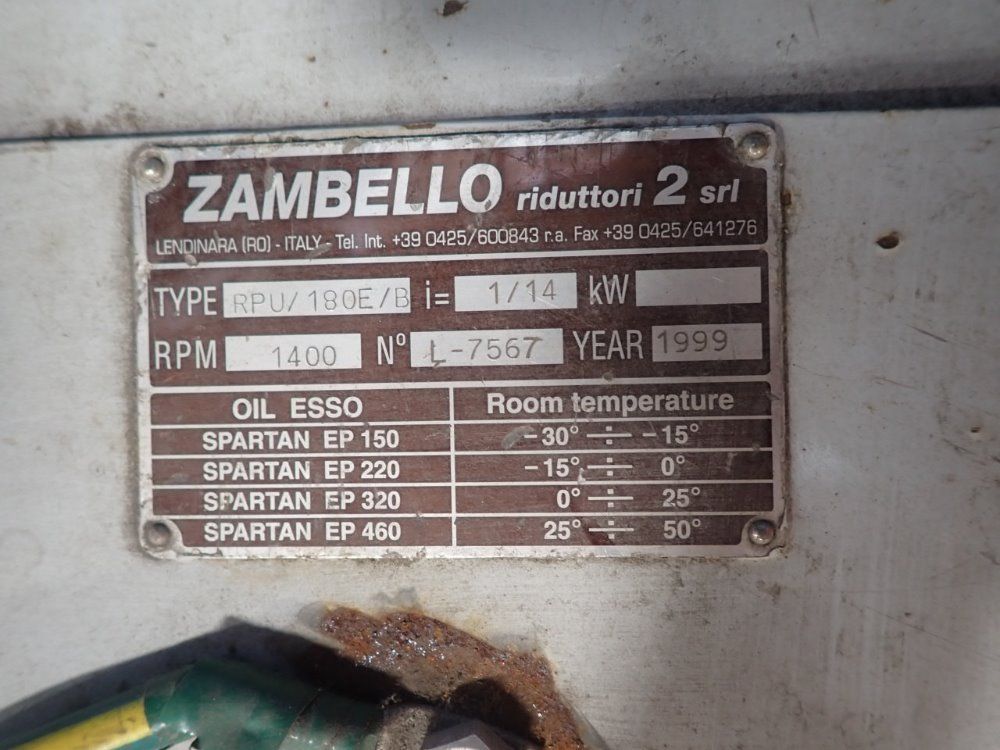 ZAMBELLO riduttori 2 srl
LENDINARA (RO) - ITALY - Tel. Int. +39 0425/600843 r.a. Fax +39 0425/641276
TYPE RPU/180E/B i= 1/14 kW
RPM 1400 N° L-7567 YEAR 1999
OIL ESSO Room temperature
SPARTAN EP 150 -30° ÷ -15°
SPARTAN EP 220 -15° ÷ 0°
SPARTAN EP 320 0° ÷ 25°
SPARTAN EP 460 25° ÷ 50°